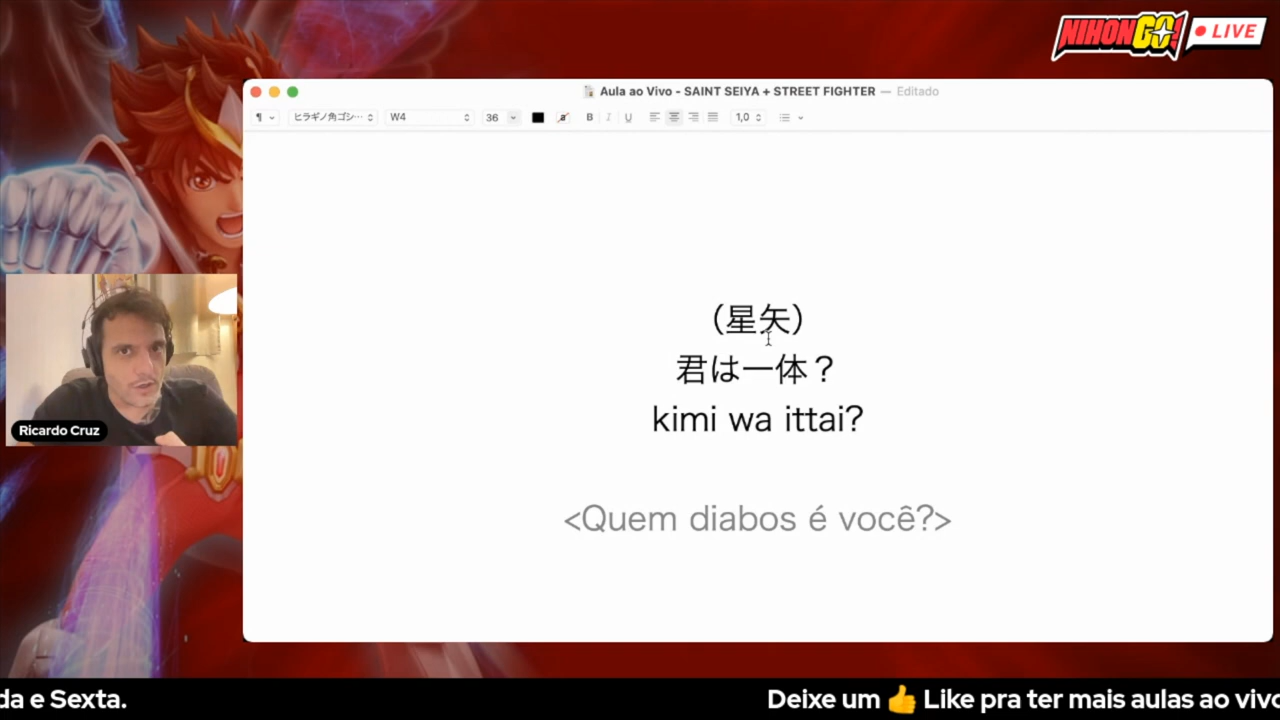 NIHONGO!
LIVE
Aula ao Vivo - SAINT SEIYA + STREET FIGHTER — Editado
ヒラギノ角ゴシ… W4 36 B I U 1,0
（星矢）
君は一体？
kimi wa ittai?
<Quem diabos é você?>
Ricardo Cruz
da e Sexta.
Deixe um 👍 Like pra ter mais aulas ao vivo